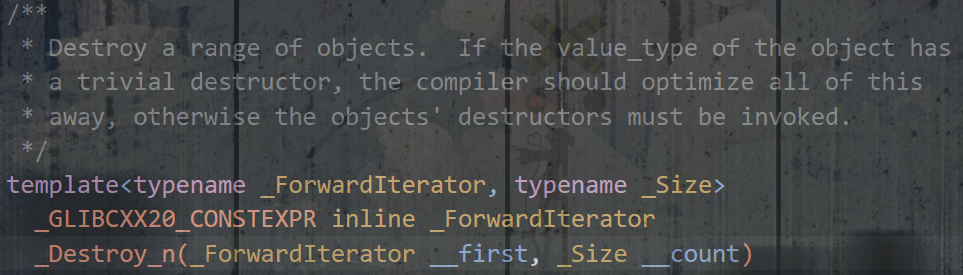 /**
 * Destroy a range of objects.  If the value_type of the object has
 * a trivial destructor, the compiler should optimize all of this
 * away, otherwise the objects' destructors must be invoked.
 */
template<typename _ForwardIterator, typename _Size>
  _GLIBCXX20_CONSTEXPR inline _ForwardIterator
  _Destroy_n(_ForwardIterator __first, _Size __count)